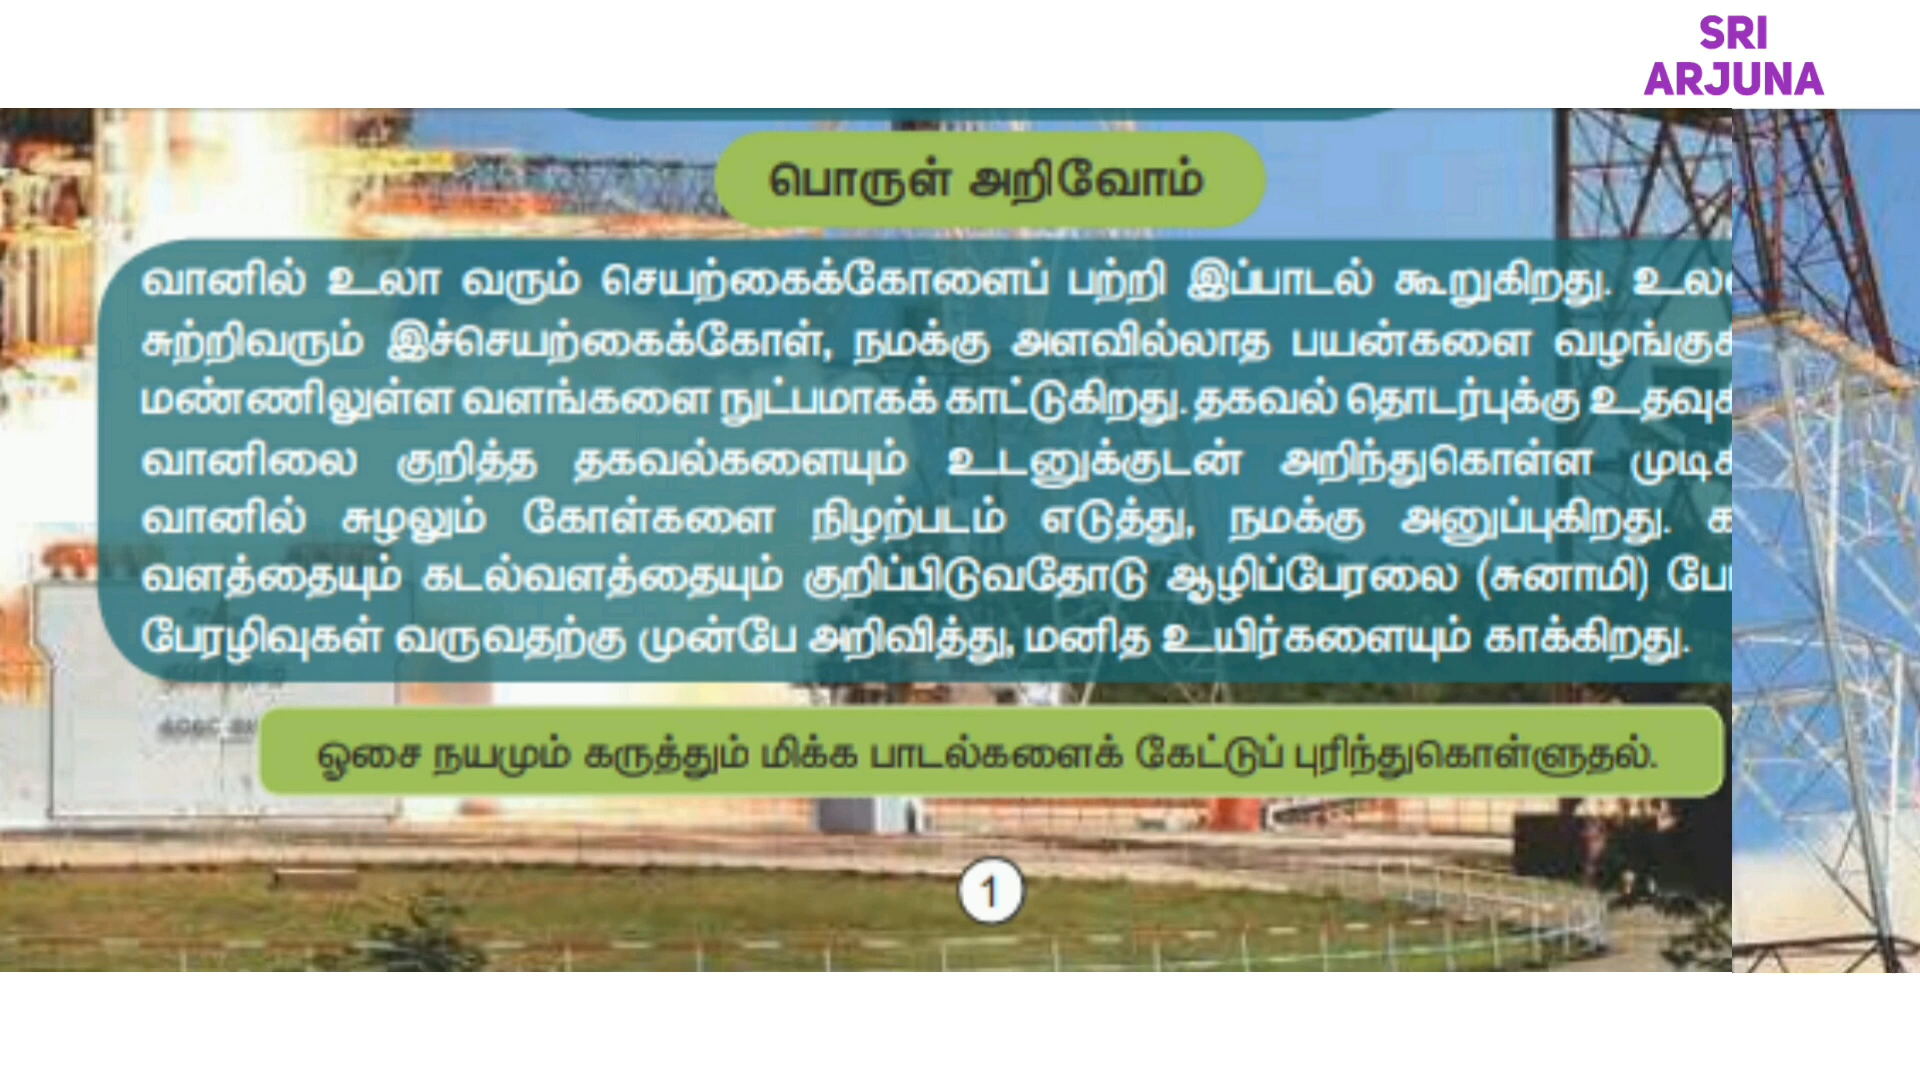 SRI
ARJUNA
பொருள் அறிவோம்
வானில் உலா வரும் செயற்கைக்கோளைப் பற்றி இப்பாடல் கூறுகிறது.
சுற்றிவரும் இச்செயற்கைக்கோள், நமக்கு அளவில்லாத பயன்களை
மண்ணிலுள்ள வளங்களை நுட்பமாகக் காட்டுகிறது. தகவல் தொடர்புக்கு
வானிலை குறித்த தகவல்களையும் உடனுக்குடன் அறிந்துகொள்ள
வானில் சுழலும் கோள்களை நிழற்படம் எடுத்து, நமக்கு அனுப்புகிறது.
வளத்தையும் கடல்வளத்தையும் குறிப்பிடுவதோடு ஆழிப்பேரலை (சுனாமி)
பேரழிவுகள் வருவதற்கு முன்பே அறிவித்து, மனித உயிர்களையும் காக்கிறது.
ஓசை நயமும் கருத்தும் மிக்க பாடல்களைக் கேட்டுப் புரிந்துகொள்ளுதல்.
1